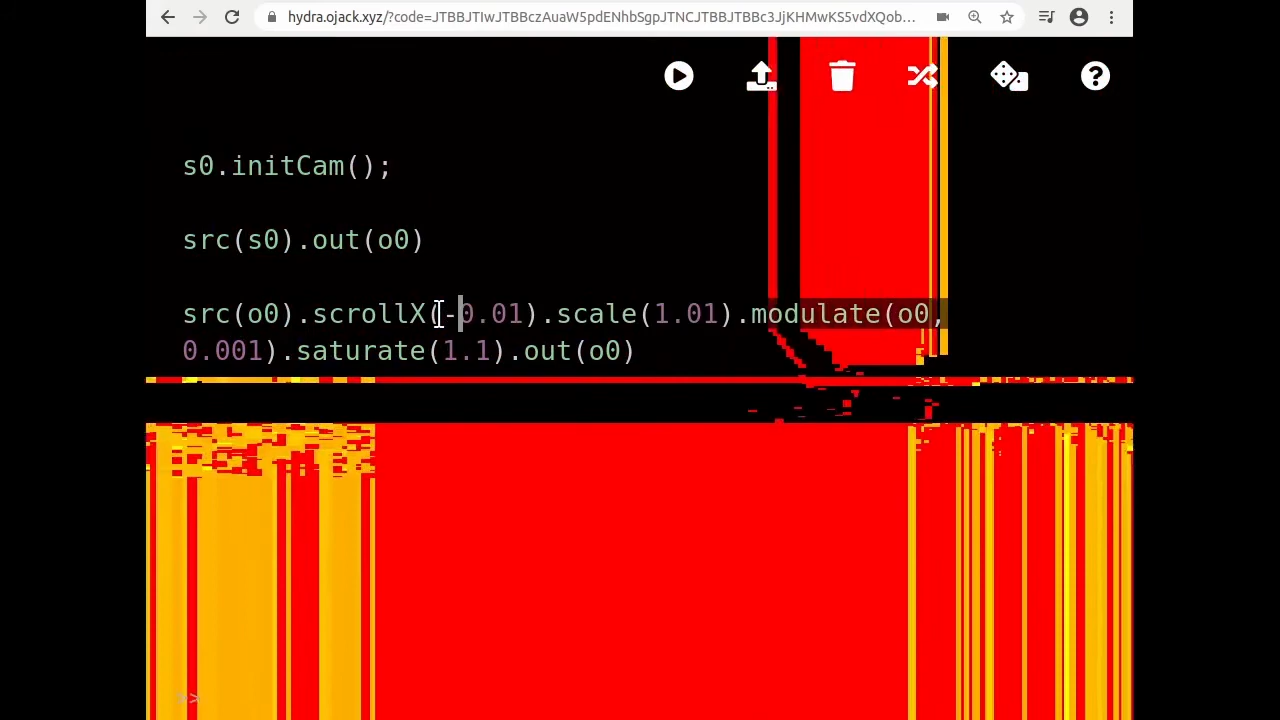 hydra.ojack.xyz/?code=JTBBJTIwJTBBczAuaW5pdENhbSgpJTNCJTBBJTBBc3JjKHMwKS5vdXQob...
s0.initCam();
src(s0).out(o0)
src(o0).scrollX(-0.01).scale(1.01).modulate(o0,
0.001).saturate(1.1).out(o0)
>>